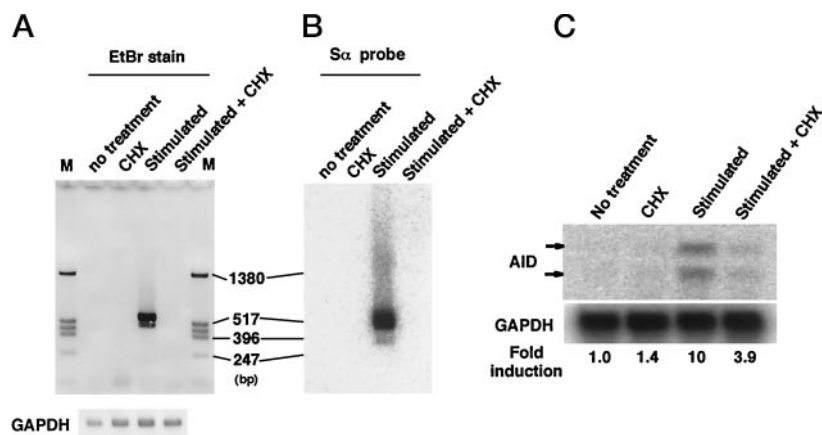 A
EtBr stain
M no treatment CHX Stimulated Stimulated + CHX M
1380
517
396
247
(bp)
GAPDH
B
Sα probe
no treatment CHX Stimulated Stimulated + CHX
C
No treatment CHX Stimulated Stimulated + CHX
AID
GAPDH
Fold induction 1.0 1.4 10 3.9